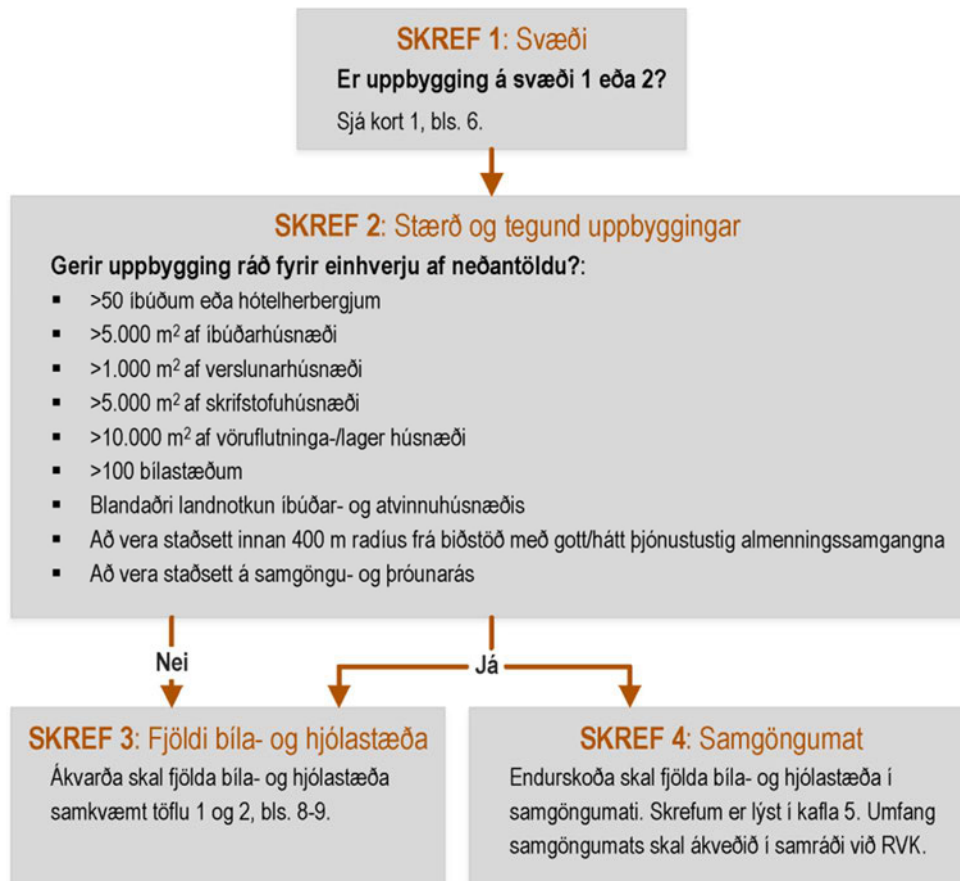 SKREF 1: Svæði
Er uppbygging á svæði 1 eða 2?
Sjá kort 1, bls. 6.
SKREF 2: Stærð og tegund uppbyggingar
Gerir uppbygging ráð fyrir einhverju af neðantöldu?:
▪ >50 íbúðum eða hótelherbergjum
▪ >5.000 m² af íbúðarhúsnæði
▪ >1.000 m² af verslunarhúsnæði
▪ >5.000 m² af skrifstofuhúsnæði
▪ >10.000 m² af vöruflutninga-/lager húsnæði
▪ >100 bílastæðum
▪ Blandaðri landnotkun íbúðar- og atvinnuhúsnæðis
▪ Að vera staðsett innan 400 m radíus frá biðstöð með gott/hátt þjónustustig almenningssamgangna
▪ Að vera staðsett á samgöngu- og þróunarás
Nei
Já
SKREF 3: Fjöldi bíla- og hjólastæða
Ákvarða skal fjölda bíla- og hjólastæða
samkvæmt töflu 1 og 2, bls. 8-9.
SKREF 4: Samgöngumat
Endurskoða skal fjölda bíla- og hjólastæða í
samgöngumati. Skrefum er lýst í kafla 5. Umfang
samgöngumats skal ákveðið í samráði við RVK.